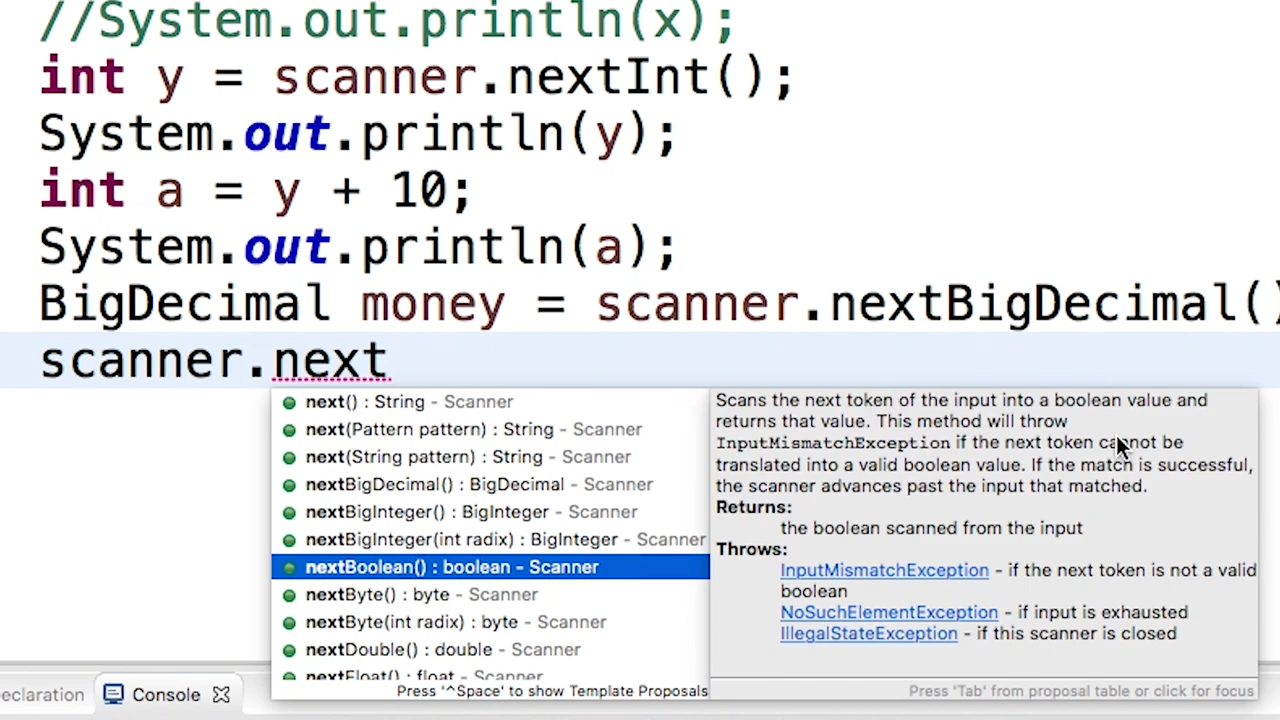 //System.out.println(x);
int y = scanner.nextInt();
System.out.println(y);
int a = y + 10;
System.out.println(a);
BigDecimal money = scanner.nextBigDecimal()
scanner.next
next() : String - Scanner
next(Pattern pattern) : String - Scanner
next(String pattern) : String - Scanner
nextBigDecimal() : BigDecimal - Scanner
nextBigInteger() : BigInteger - Scanner
nextBigInteger(int radix) : BigInteger - Scanner
nextBoolean() : boolean - Scanner
nextByte() : byte - Scanner
nextByte(int radix) : byte - Scanner
nextDouble() : double - Scanner
nextFloat() : float - Scanner
Press '^Space' to show Template Proposals
Scans the next token of the input into a boolean value and
returns that value. This method will throw
InputMismatchException if the next token cannot be
translated into a valid boolean value. If the match is successful,
the scanner advances past the input that matched.
Returns:
the boolean scanned from the input
Throws:
InputMismatchException - if the next token is not a valid
boolean
NoSuchElementException - if input is exhausted
IllegalStateException - if this scanner is closed
Press 'Tab' from proposal table or click for focus
eclaration Console